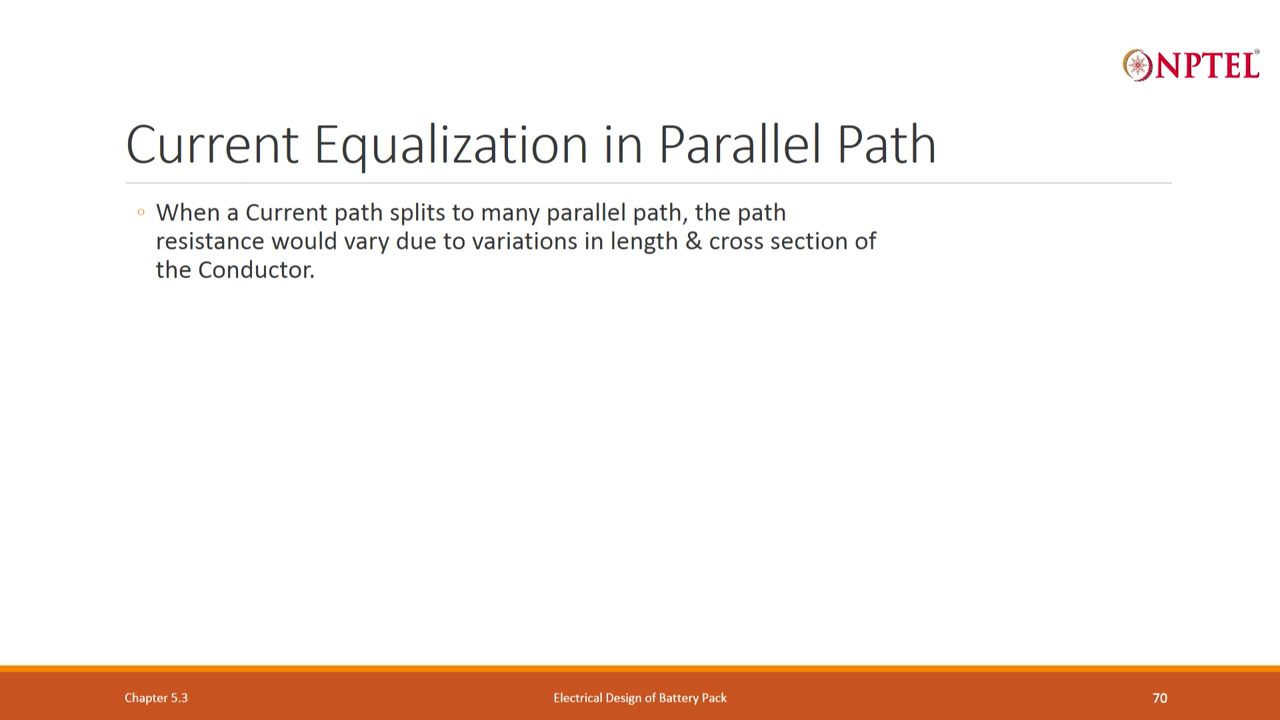 NPTEL
Current Equalization in Parallel Path
◦ When a Current path splits to many parallel path, the path
resistance would vary due to variations in length & cross section of
the Conductor.
Chapter 5.3
Electrical Design of Battery Pack
70